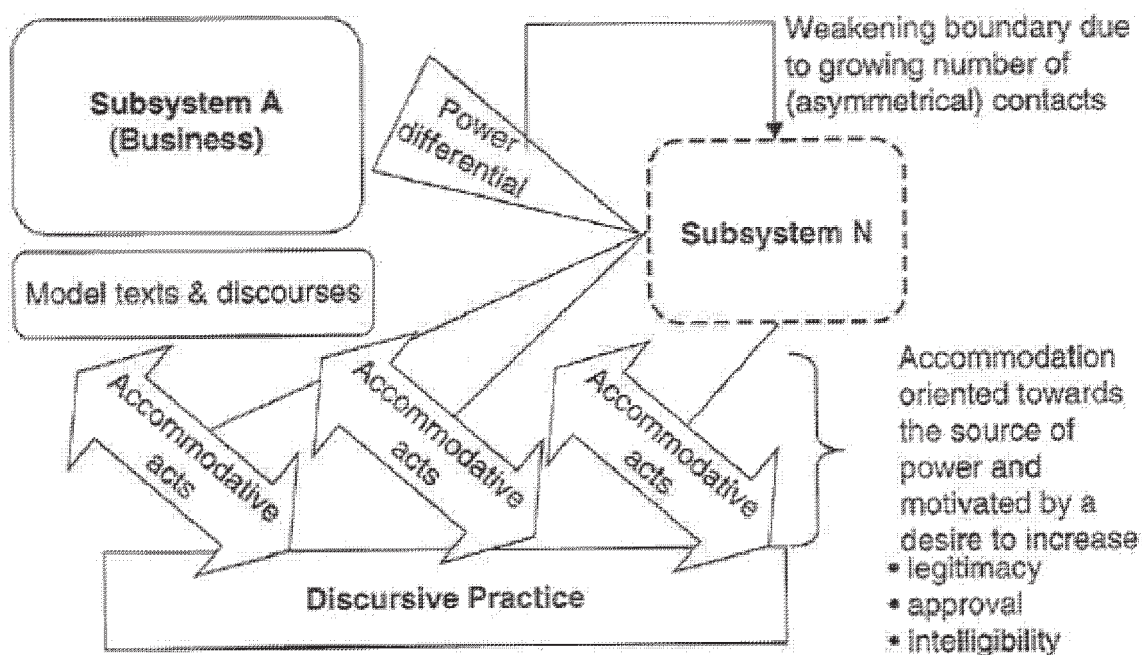 Subsystem A
(Business)
Power
differential
Weakening boundary due
to growing number of
(asymmetrical) contacts
Subsystem N
Model texts & discourses
Accommodative
acts
Accommodative
acts
Accommodative
acts
Accommodation
oriented towards
the source of
power and
motivated by a
desire to increase
• legitimacy
• approval
• intelligibility
Discursive Practice